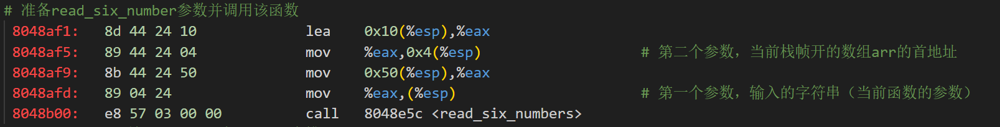 # 准备read_six_number参数并调用该函数
8048af1: 8d 44 24 10 lea 0x10(%esp),%eax
8048af5: 89 44 24 04 mov %eax,0x4(%esp) # 第二个参数，当前栈帧开的数组arr的首地址
8048af9: 8b 44 24 50 mov 0x50(%esp),%eax
8048afd: 89 04 24 mov %eax,(%esp) # 第一个参数，输入的字符串（当前函数的参数）
8048b00: e8 57 03 00 00 call 8048e5c <read_six_numbers>